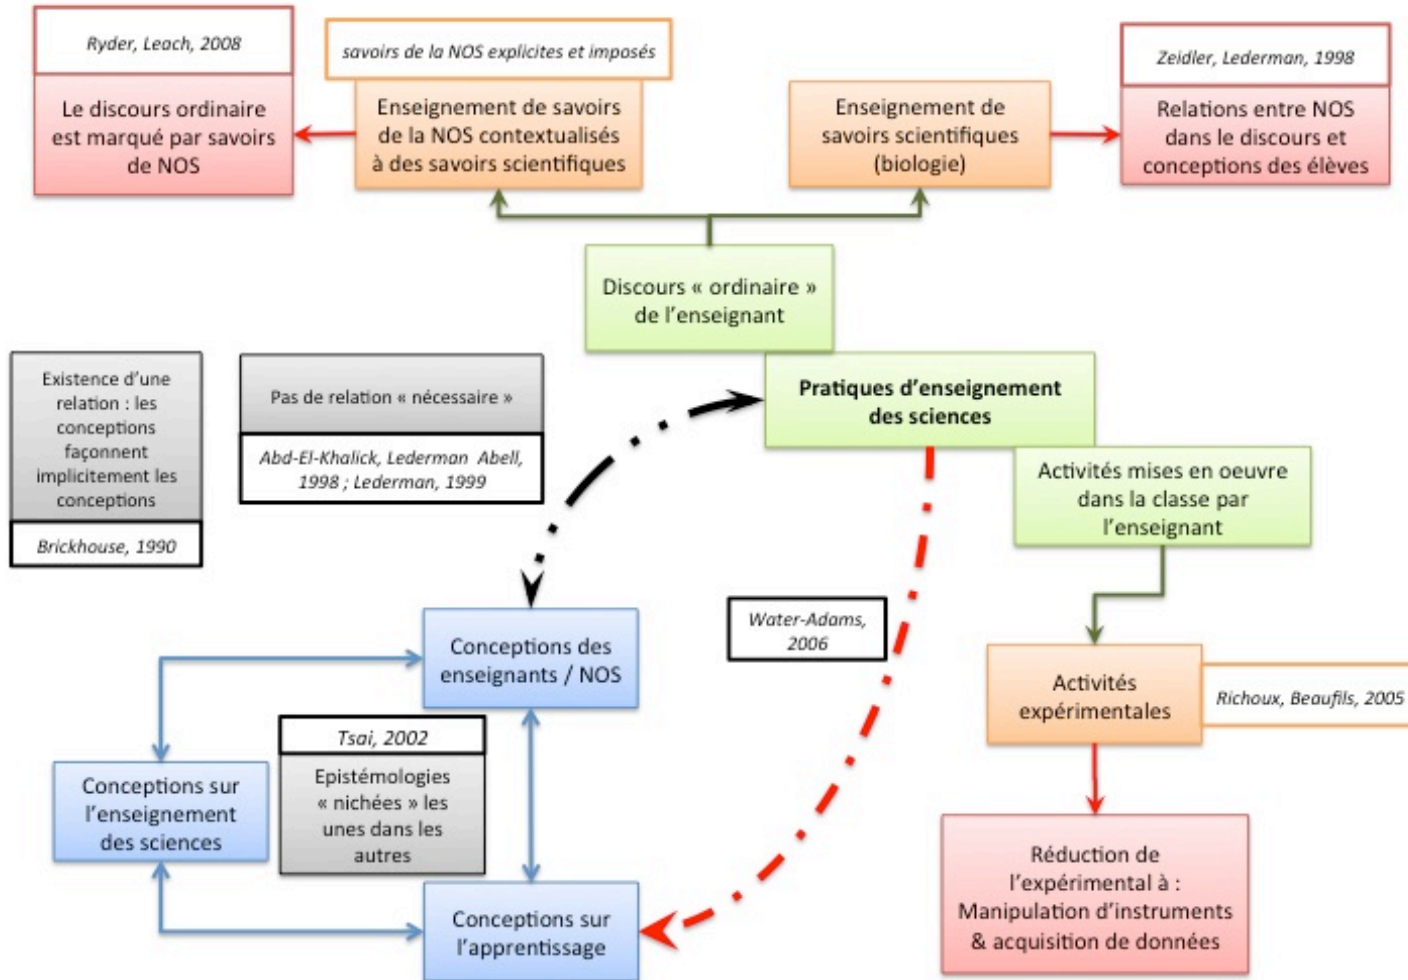 Ryder, Leach, 2008
Le discours ordinaire
est marqué par savoirs
de NOS
savoirs de la NOS explicites et imposés
Enseignement de savoirs
de la NOS contextualisés
à des savoirs scientifiques
Enseignement de
savoirs scientifiques
(biologie)
Zeidler, Lederman, 1998
Relations entre NOS
dans le discours et
conceptions des élèves
Discours « ordinaire »
de l’enseignant
Pratiques d’enseignement
des sciences
Activités mises en oeuvre
dans la classe par
l’enseignant
Existence d’une
relation : les
conceptions
façonnent
implicitement les
conceptions
Brickhouse, 1990
Pas de relation « nécessaire »
Abd-El-Khalick, Lederman Abell,
1998 ; Lederman, 1999
Water-Adams,
2006
Conceptions des
enseignants / NOS
Tsai, 2002
Epistémologies
« nichées » les
unes dans les
autres
Conceptions sur
l’enseignement
des sciences
Conceptions sur
l’apprentissage
Activités
expérimentales
Richoux, Beaufils, 2005
Réduction de
l’expérimental à :
Manipulation d’instruments
& acquisition de données